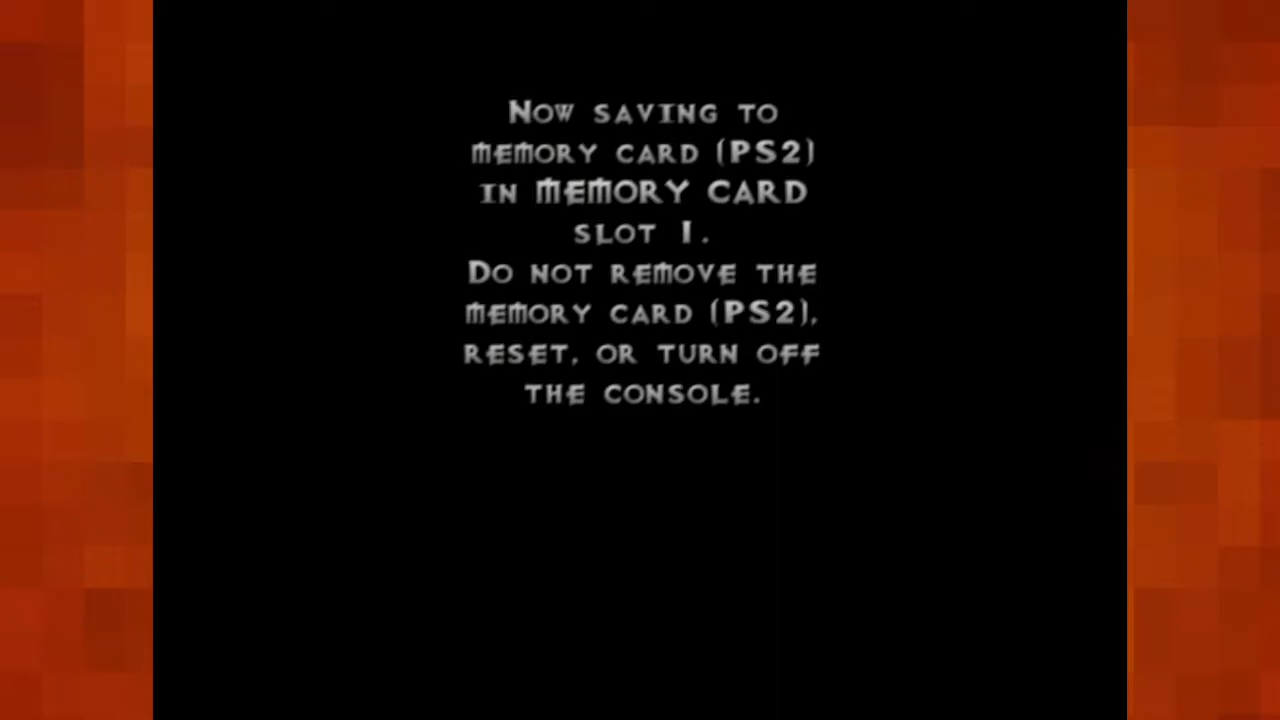 Now saving to
memory card (PS2)
in MEMORY CARD
slot 1.
Do not remove the
memory card (PS2),
reset, or turn off
the console.